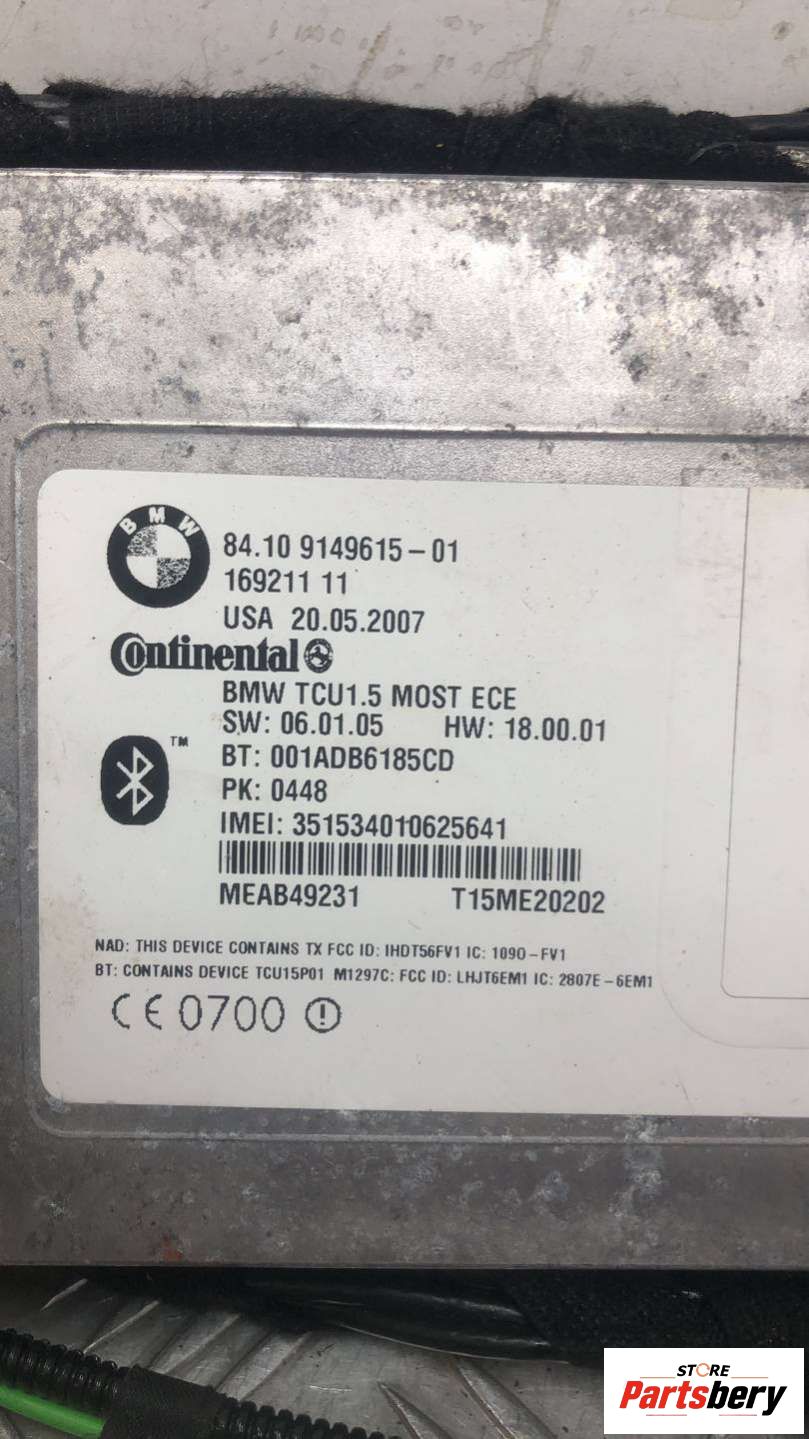 BMW
84.10 9149615-01
169211 11
USA 20.05.2007
Continental
BMW TCU1.5 MOST ECE
SW: 06.01.05 HW: 18.00.01
™
BT: 001ADB6185CD
PK: 0448
IMEI: 351534010625641
MEAB49231 T15ME20202
NAD: THIS DEVICE CONTAINS TX FCC ID: IHDT56FV1 IC: 109O-FV1
BT: CONTAINS DEVICE TCU15P01 M1297C: FCC ID: LHJT6EM1 IC: 2807E-6EM1
CE 0700
STORE
Partsbery